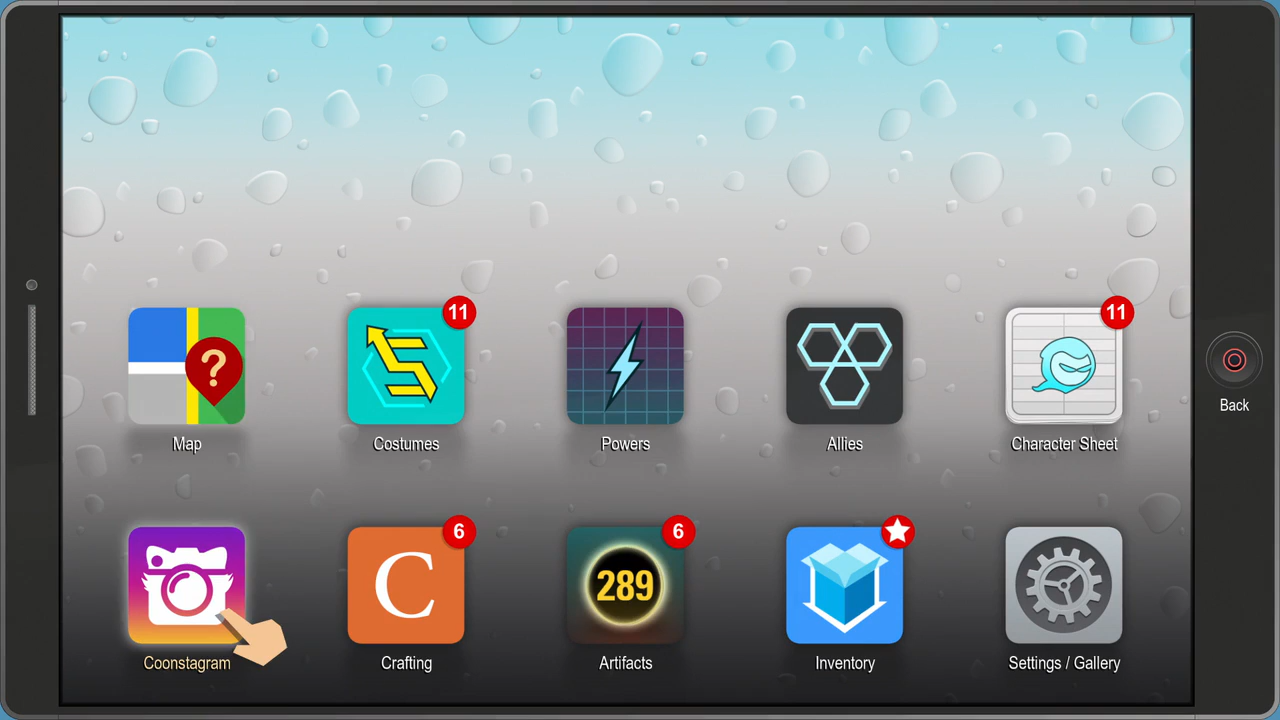 11
11
?
Map
Costumes
Powers
Allies
Character Sheet
Back
6
6
C
289
Coonstagram
Crafting
Artifacts
Inventory
Settings / Gallery